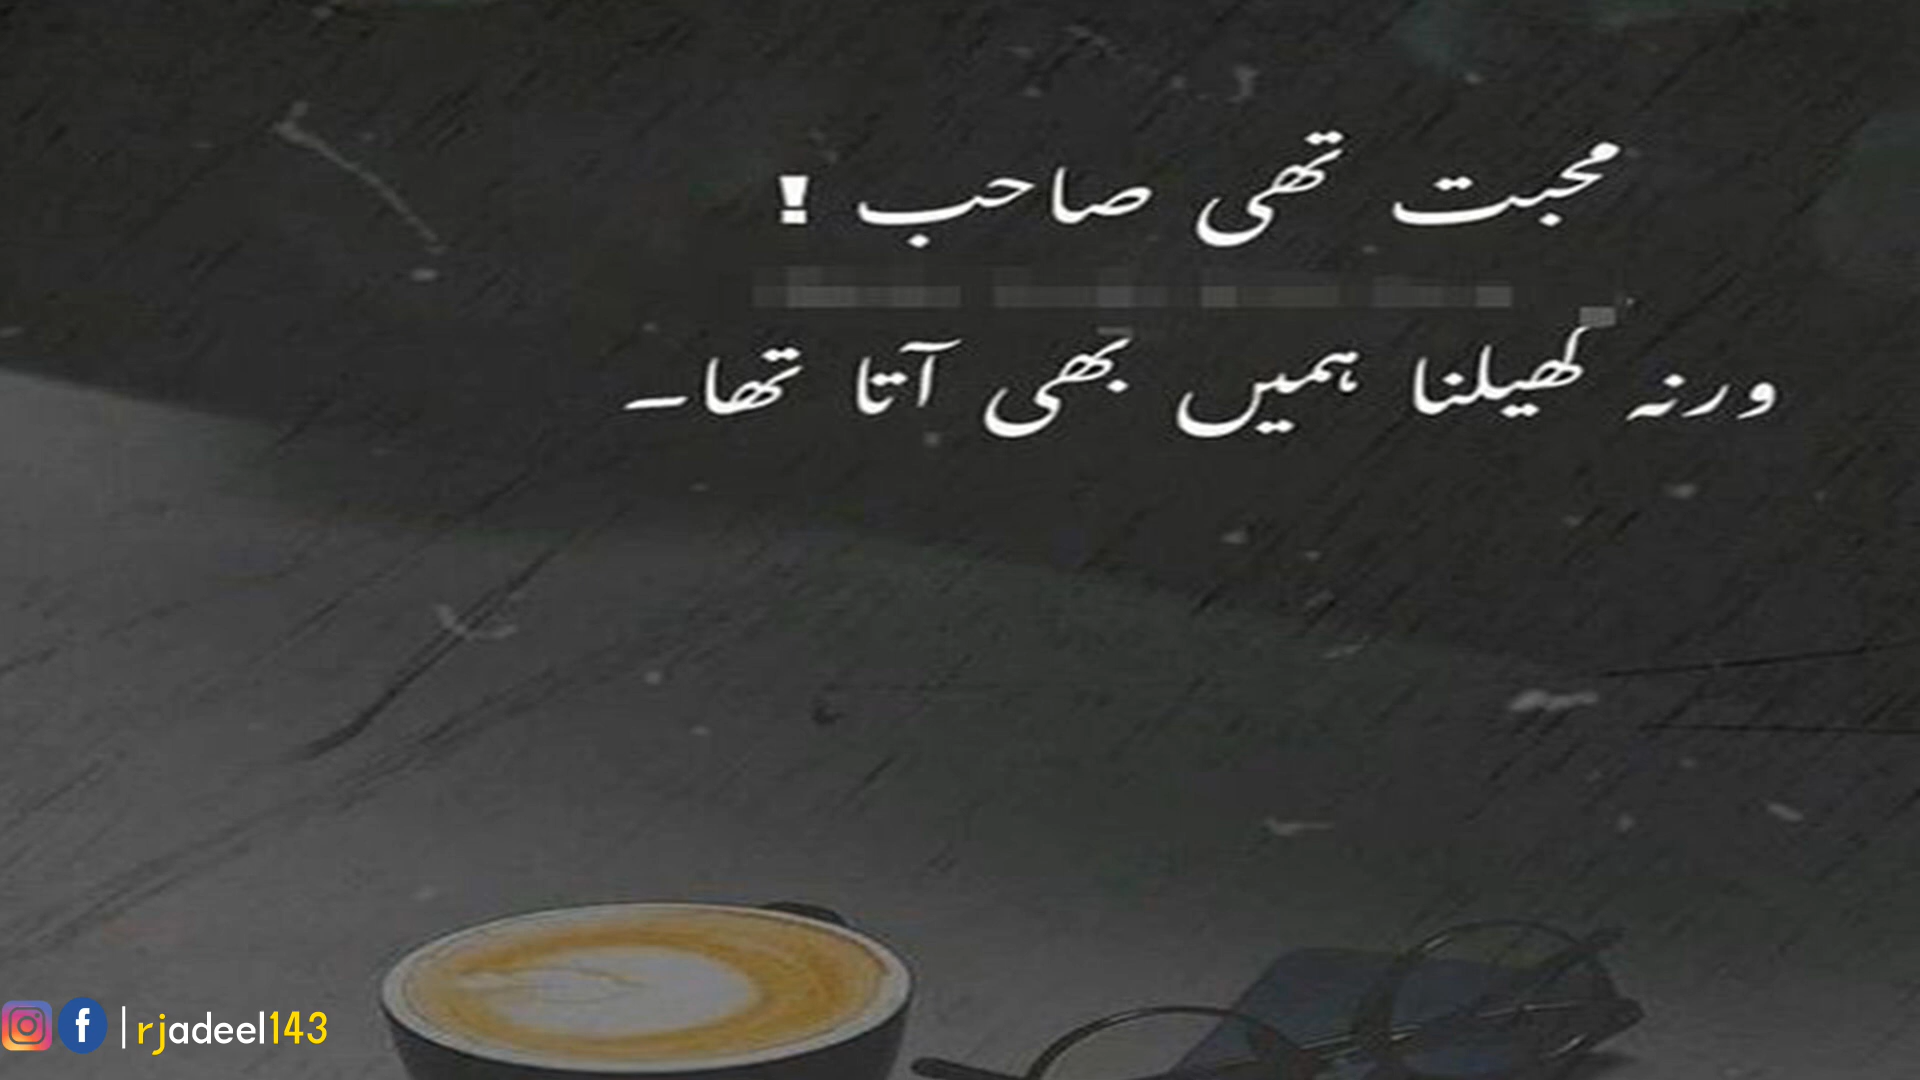 محبت تھی صاحب !
ورنہ کھیلنا ہمیں بھی آتا تھا۔
|rjadeel143